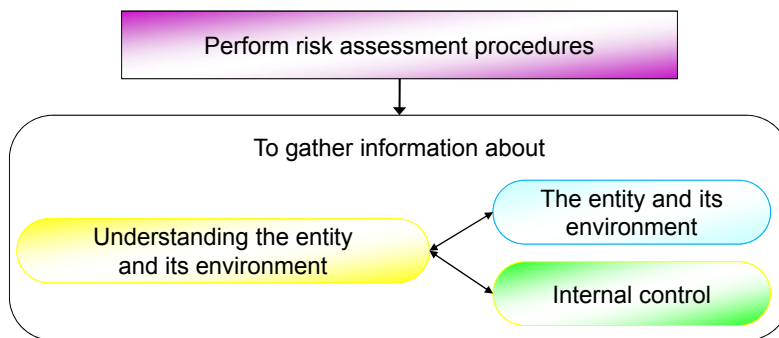 Perform risk assessment procedures
To gather information about
Understanding the entity
and its environment
The entity and its
environment
Internal control